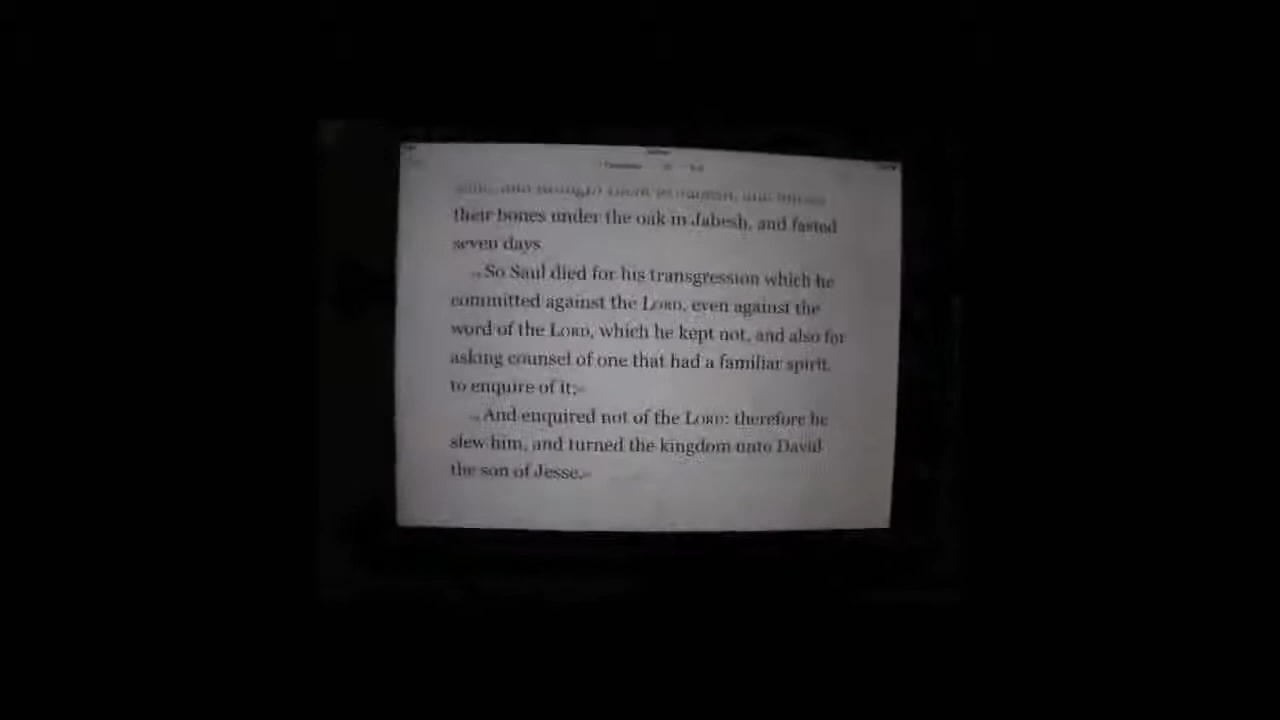 their bones under the oak in Jabesh, and fasted
seven days.
So Saul died for his transgression which he
committed against the LORD, even against the
word of the LORD, which he kept not, and also for
asking counsel of one that had a familiar spirit,
to enquire of it;
And enquired not of the LORD: therefore he
slew him, and turned the kingdom unto David
the son of Jesse.